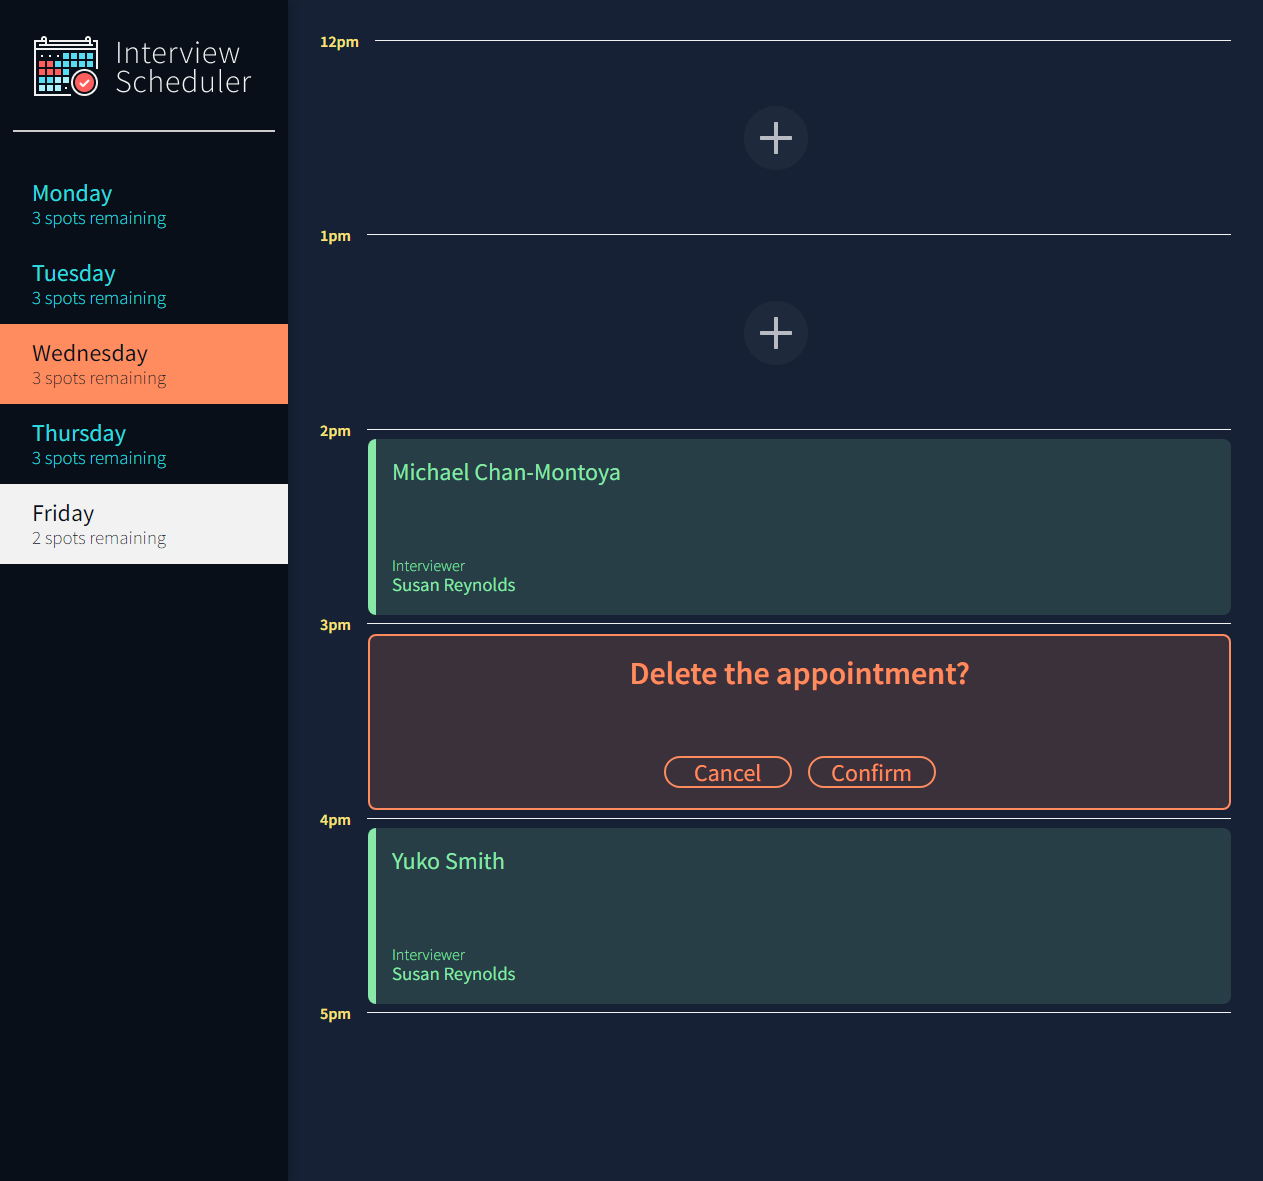 Interview
Scheduler
Monday
3 spots remaining
Tuesday
3 spots remaining
Wednesday
3 spots remaining
Thursday
3 spots remaining
Friday
2 spots remaining
12pm
1pm
2pm
Michael Chan-Montoya
Interviewer
Susan Reynolds
3pm
Delete the appointment?
Cancel Confirm
4pm
Yuko Smith
Interviewer
Susan Reynolds
5pm